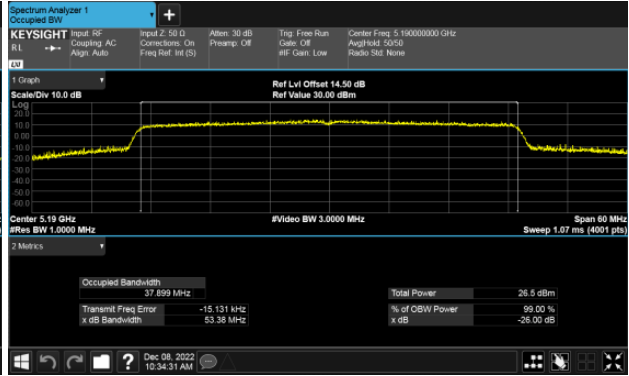 Spectrum Analyzer 1
Occupied BW
+
KEYSIGHT Input: RF Input Z: 50 Ω Atten: 30 dB Trig: Free Run Center Freq: 5.190000000 GHz
RL Coupling: AC Corrections: On Preamp: Off Gate: Off Avg|Hold: 50/50
Align: Auto Freq Ref: Int (S) #IF Gain: Low Radio Std: None
LXI
1 Graph
Scale/Div 10.0 dB Ref Lvl Offset 14.50 dB
Ref Value 30.00 dBm
Log
20.0
10.0
0.00
-10.0
-20.0
-30.0
-40.0
-50.0
-60.0
Center 5.19 GHz #Video BW 3.0000 MHz Span 60 MHz
#Res BW 1.0000 MHz Sweep 1.07 ms (4001 pts)
2 Metrics
Occupied Bandwidth
37.899 MHz Total Power 26.5 dBm
Transmit Freq Error -15.131 kHz % of OBW Power 99.00 %
x dB Bandwidth 53.38 MHz x dB -26.00 dB
? Dec 08, 2022
10:34:31 AM